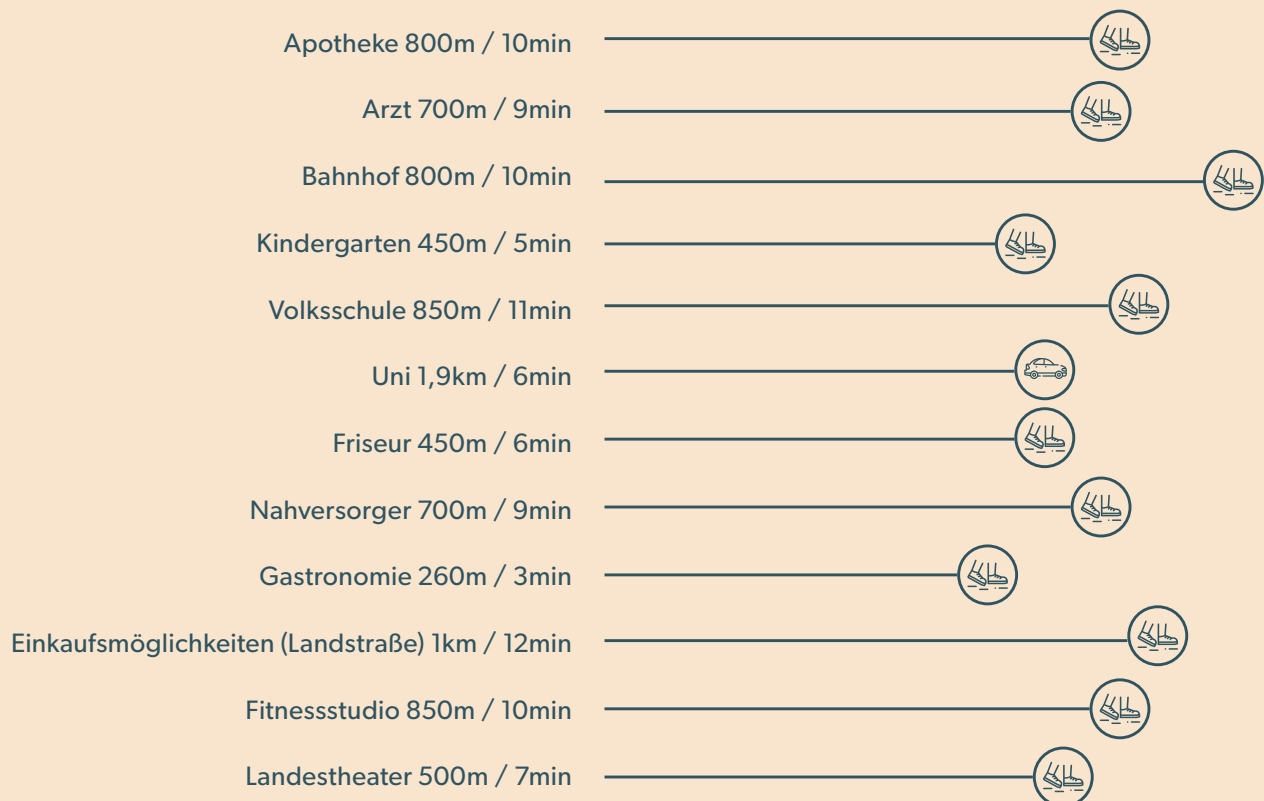 Apotheke 800m / 10min
Arzt 700m / 9min
Bahnhof 800m / 10min
Kindergarten 450m / 5min
Volksschule 850m / 11min
Uni 1,9km / 6min
Friseur 450m / 6min
Nahversorger 700m / 9min
Gastronomie 260m / 3min
Einkaufsmöglichkeiten (Landstraße) 1km / 12min
Fitnessstudio 850m / 10min
Landestheater 500m / 7min